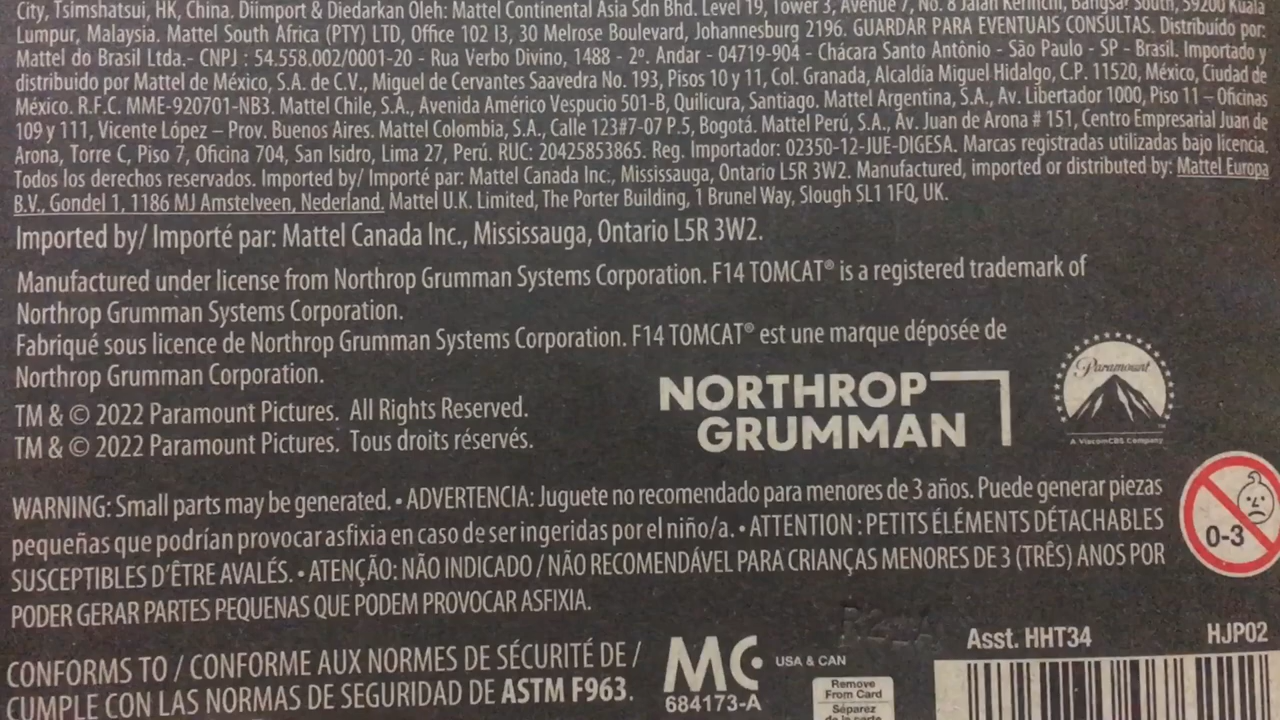 City, Tsimshatsui, HK, China. Diimport & Diedarkan Oleh: Mattel Continental Asia Sdn Bhd. Level 19, Tower 3, Avenue 7, No. 8 Jalan Kerinchi, Bangsar South, 59200 Kuala
Lumpur, Malaysia. Mattel South Africa (PTY) LTD, Office 102 I3, 30 Melrose Boulevard, Johannesburg 2196. GUARDAR PARA EVENTUAIS CONSULTAS. Distribuído por:
Mattel do Brasil Ltda.- CNPJ : 54.558.002/0001-20 - Rua Verbo Divino, 1488 - 2º. Andar - 04719-904 - Chácara Santo Antônio - São Paulo - SP - Brasil. Importado y
distribuido por Mattel de México, S.A. de C.V., Miguel de Cervantes Saavedra No. 193, Pisos 10 y 11, Col. Granada, Alcaldía Miguel Hidalgo, C.P. 11520, México, Ciudad de
México. R.F.C. MME-920701-NB3. Mattel Chile, S.A., Avenida Américo Vespucio 501-B, Quilicura, Santiago. Mattel Argentina, S.A., Av. Libertador 1000, Piso 11 – Oficinas
109 y 111, Vicente López – Prov. Buenos Aires. Mattel Colombia, S.A., Calle 123#7-07 P.5, Bogotá. Mattel Perú, S.A., Av. Juan de Arona # 151, Centro Empresarial Juan de
Arona, Torre C, Piso 7, Oficina 704, San Isidro, Lima 27, Perú. RUC: 20425853865. Reg. Importador: 02350-12-JUE-DIGESA. Marcas registradas utilizadas bajo licencia.
Todos los derechos reservados. Imported by/ Importé par: Mattel Canada Inc., Mississauga, Ontario L5R 3W2. Manufactured, imported or distributed by: Mattel Europa
B.V., Gondel 1, 1186 MJ Amstelveen, Nederland. Mattel U.K. Limited, The Porter Building, 1 Brunel Way, Slough SL1 1FQ, UK.
Imported by/ Importé par: Mattel Canada Inc., Mississauga, Ontario L5R 3W2.
Manufactured under license from Northrop Grumman Systems Corporation. F14 TOMCAT® is a registered trademark of
Northrop Grumman Systems Corporation.
Fabriqué sous licence de Northrop Grumman Systems Corporation. F14 TOMCAT® est une marque déposée de
Northrop Grumman Corporation.
TM & © 2022 Paramount Pictures. All Rights Reserved.
TM & © 2022 Paramount Pictures. Tous droits réservés.
NORTHROP
GRUMMAN
Paramount
A ViacomCBS Company
WARNING: Small parts may be generated. • ADVERTENCIA: Juguete no recomendado para menores de 3 años. Puede generar piezas
pequeñas que podrían provocar asfixia en caso de ser ingeridas por el niño/a. • ATTENTION : PETITS ÉLÉMENTS DÉTACHABLES
SUSCEPTIBLES D'ÊTRE AVALÉS. • ATENÇÃO: NÃO INDICADO / NÃO RECOMENDÁVEL PARA CRIANÇAS MENORES DE 3 (TRÊS) ANOS POR
PODER GERAR PARTES PEQUENAS QUE PODEM PROVOCAR ASFIXIA.
0-3
CONFORMS TO / CONFORME AUX NORMES DE SÉCURITÉ DE /
CUMPLE CON LAS NORMAS DE SEGURIDAD DE ASTM F963.
MC
USA & CAN
684173-A
Remove
From Card
Séparez
de la carte
Asst. HHT34
HJP02